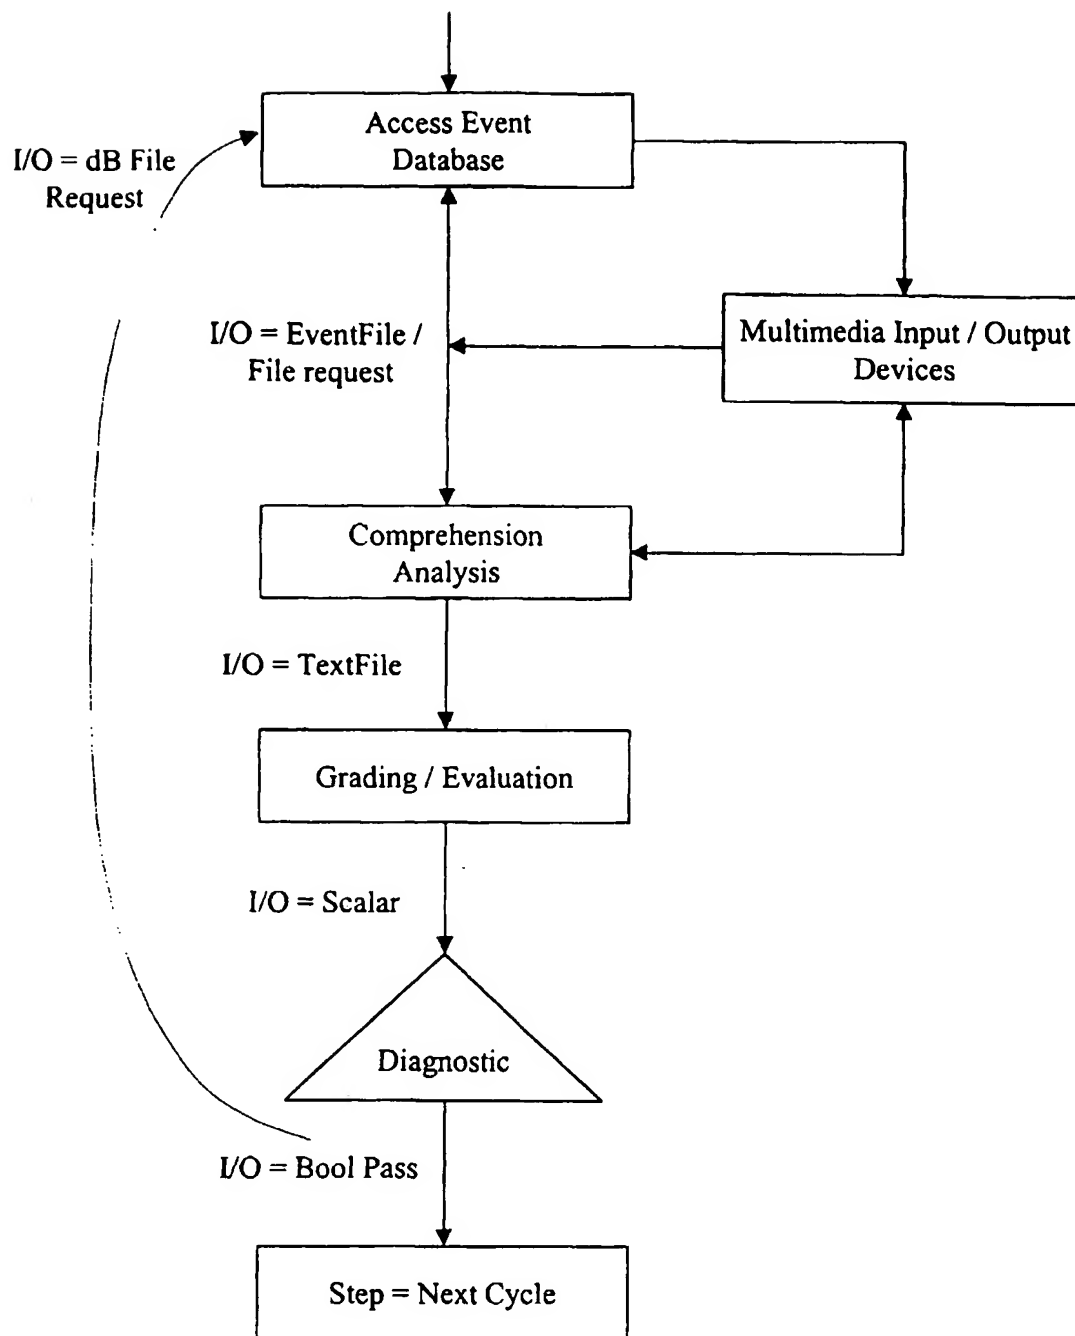 Access Event
Database
I/O = dB File
Request
I/O = EventFile /
File request
Multimedia Input / Output
Devices
Comprehension
Analysis
I/O = TextFile
Grading / Evaluation
I/O = Scalar
Diagnostic
I/O = Bool Pass
Step = Next Cycle